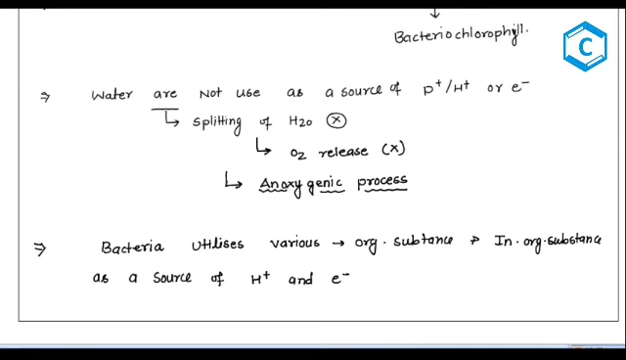 ↓
Bacteriochlorophyll.
C
⇒ Water are Not use as a source of p⁺/H⁺ or e⁻
↳ splitting of H2O ⓧ
↳ O2 release (x)
↳ Anoxygenic process
⇒ Bacteria Utilises various → org. subtance → In.org.substance
as a source of H⁺ and e⁻